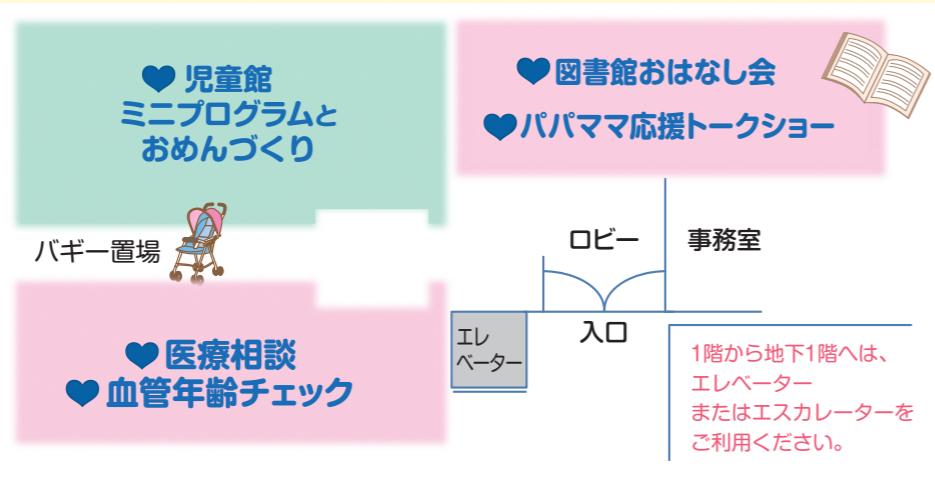 ♥児童館
ミニプログラムと
おめんづくり
♥図書館おはなし会
♥パパママ応援トークショー
バギー置場
ロビー
事務室
♥医療相談
♥血管年齢チェック
エレ
ベーター
入口
1階から地下1階へは、
エレベーター
またはエスカレーターを
ご利用ください。